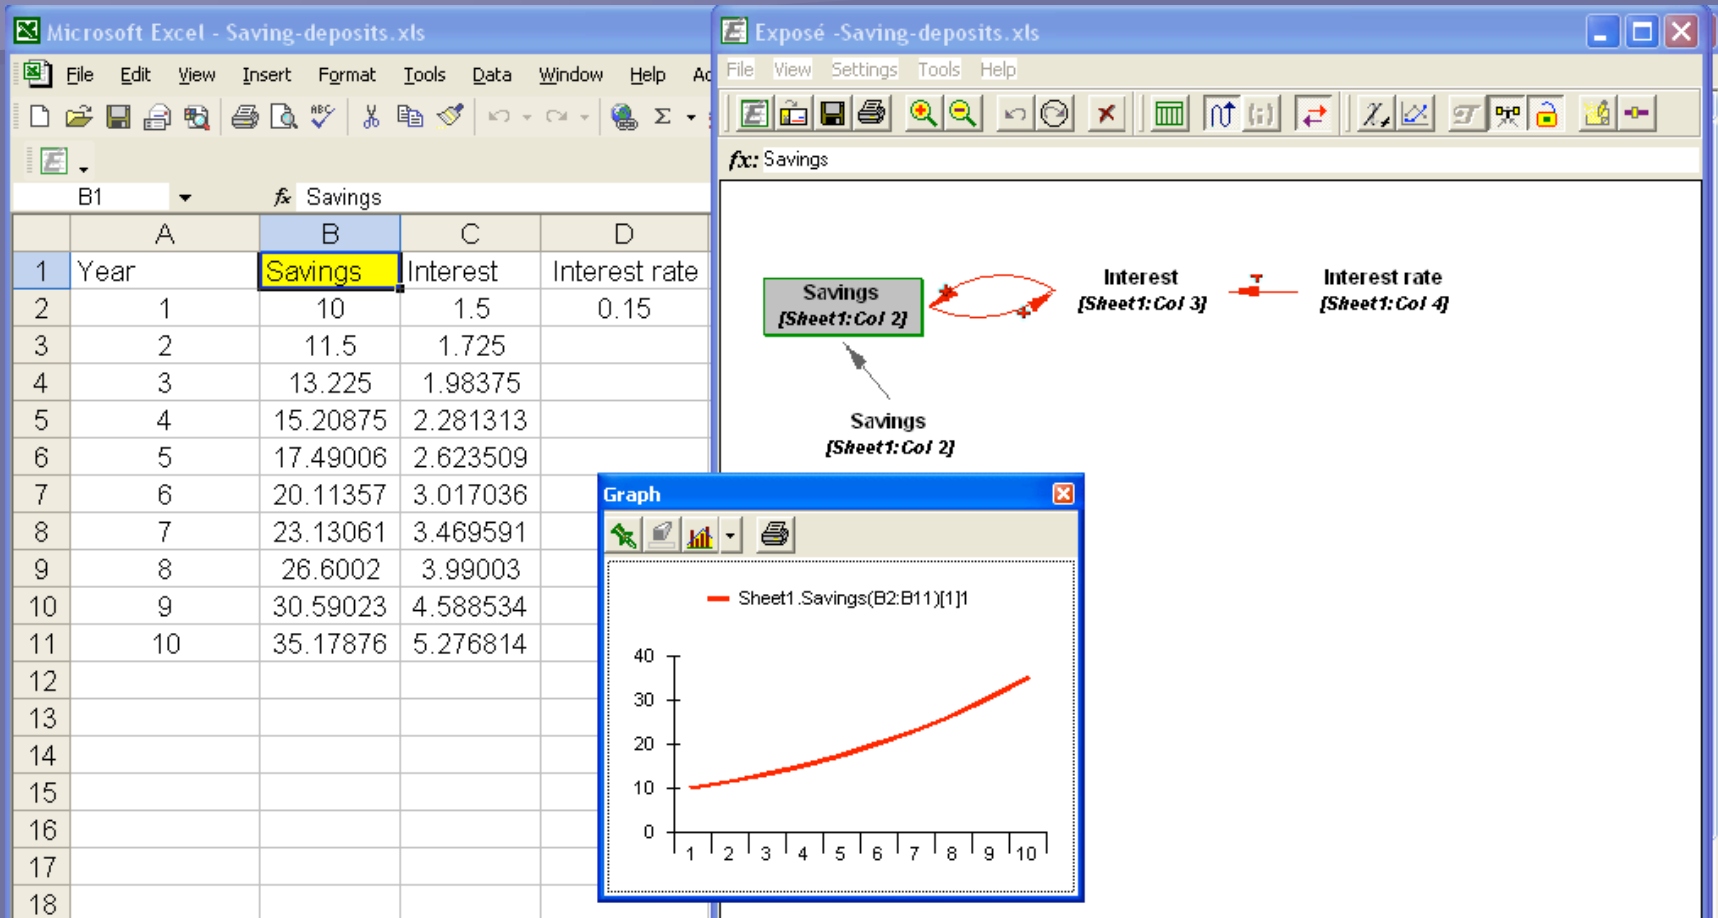 Microsoft Excel - Saving-deposits.xls
File Edit View Insert Format Tools Data Window Help
ABC
Σ
B1 fx Savings
A B C D
1 Year Savings Interest Interest rate
2 1 10 1.5 0.15
3 2 11.5 1.725
4 3 13.225 1.98375
5 4 15.20875 2.281313
6 5 17.49006 2.623509
7 6 20.11357 3.017036
8 7 23.13061 3.469591
9 8 26.6002 3.99003
10 9 30.59023 4.588534
11 10 35.17876 5.276814
12
13
14
15
16
17
18
Exposé -Saving-deposits.xls
File View Settings Tools Help
fx: Savings
Savings
[Sheet1:Col 2]
Interest
[Sheet1:Col 3]
Interest rate
[Sheet1:Col 4]
Savings
[Sheet1:Col 2]
Graph
Sheet1.Savings(B2:B11)[1]1
40
30
20
10
0
1 2 3 4 5 6 7 8 9 10